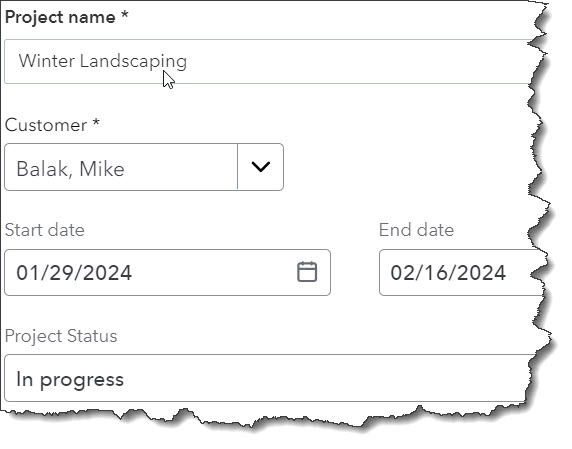 Project name *
Winter Landscaping
Customer *
Balak, Mike
Start date End date
01/29/2024 02/16/2024
Project Status
In progress